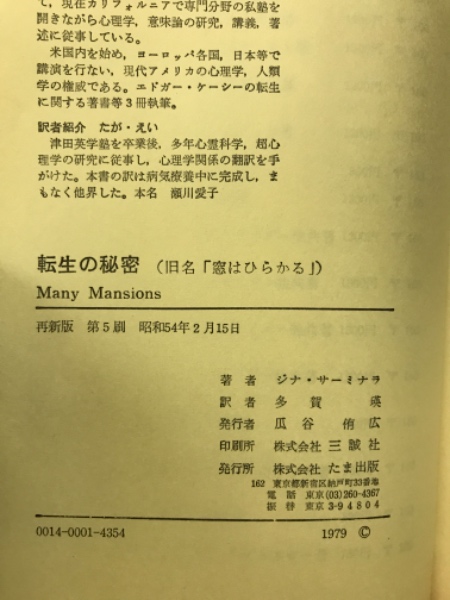 て，現在カリフォルニアで専門分野の私塾を
開きながら心理学，意味論の研究，講義，著
述に従事している。
米国内を始め，ヨーロッパ各国，日本等で
講演を行ない，現代アメリカの心理学，人類
学の権威である。エドガー・ケーシーの転生
に関する著書等３冊執筆。
訳者紹介　たが・えい
津田英学塾を卒業後，多年心霊科学，超心
理学の研究に従事し，心理学関係の翻訳を手
がけた。本書の訳は病気療養中に完成し，ま
もなく他界した。本名　瀬川愛子
転生の秘密（旧名「窓はひらかる」）
Many Mansions
再新版　第５刷　昭和54年２月15日
著者　ジナ・サーミナラ
訳者　多賀　瑛
発行者　瓜谷　侑広
印刷所　株式会社　三誠社
発行所　株式会社　たま出版
162　東京都新宿区納戸町33番地
電話　東京(03)260-4367
振替　東京3-94804
0014-0001-4354　1979 ©